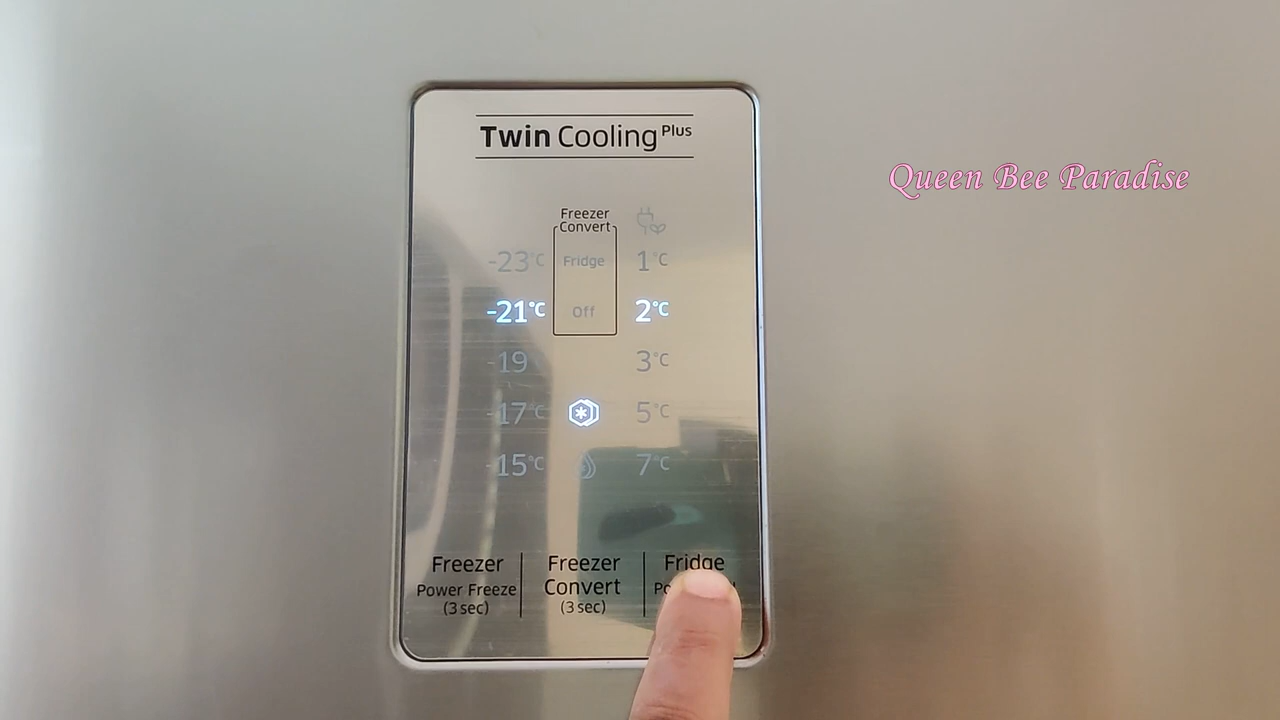 Twin Cooling Plus
Queen Bee Paradise
Freezer
Convert
-23°C Fridge 1°C
-21°C Off 2°C
-19 3°C
-17°C 5°C
-15°C 7°C
Freezer
Power Freeze
(3 sec)
Freezer
Convert
(3 sec)
Fridge